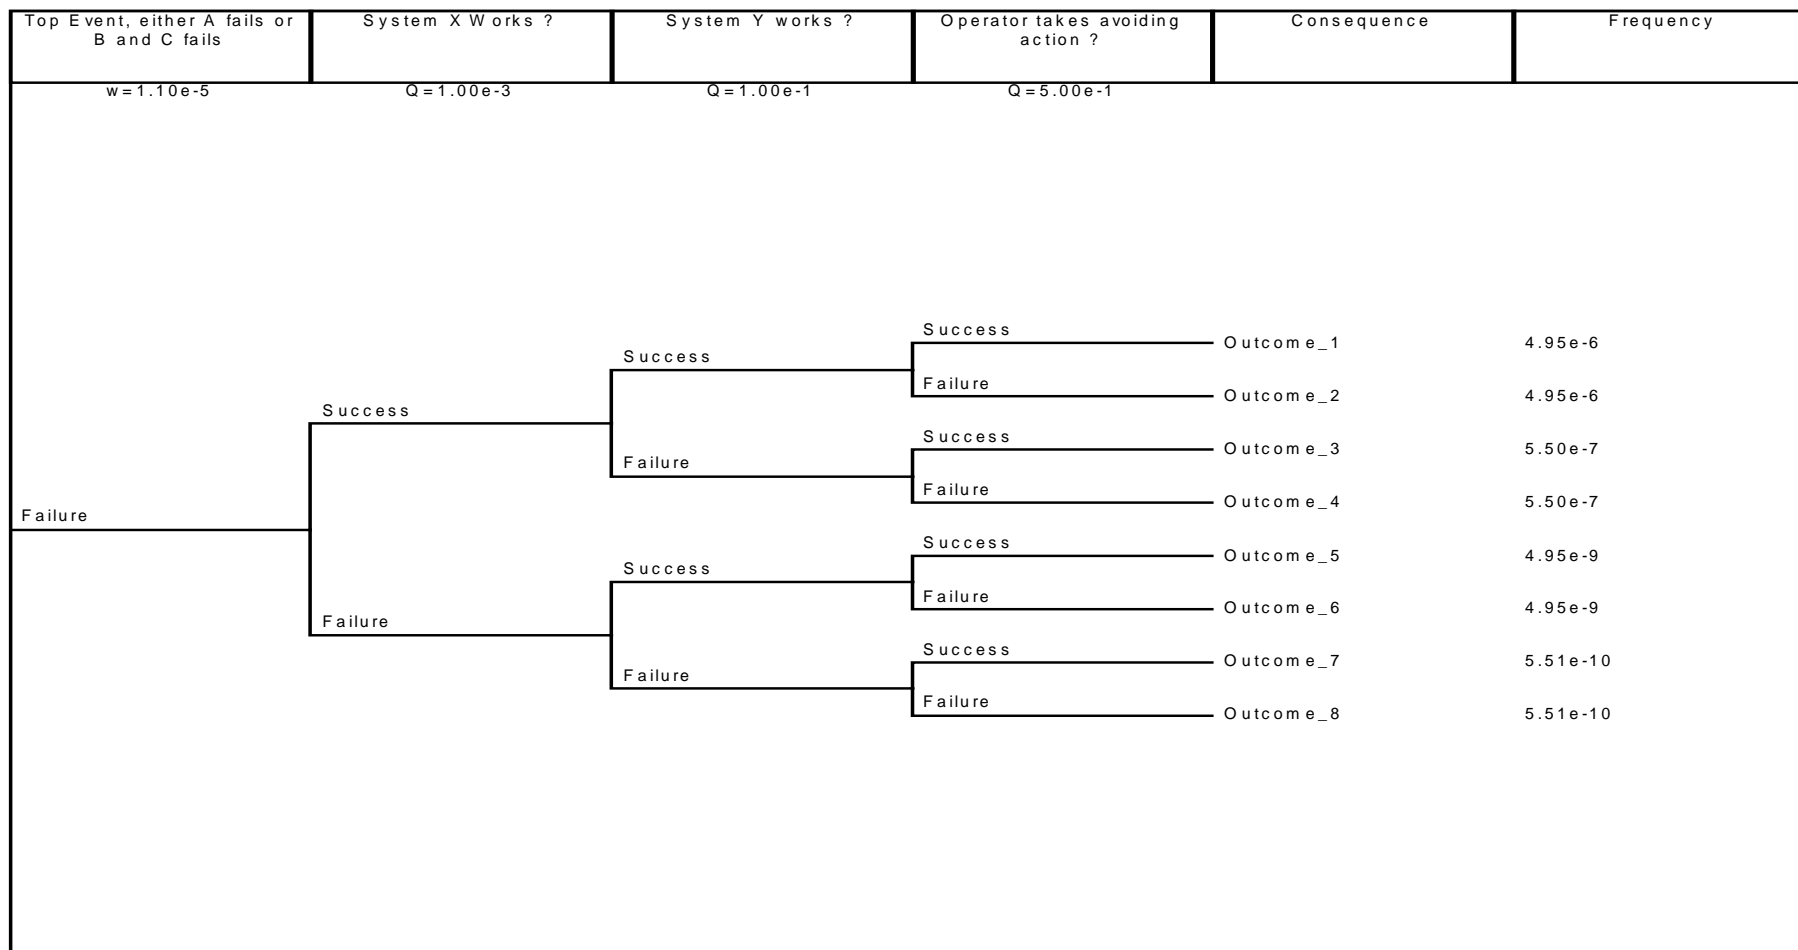 Top Event, either A fails or
B and C fails
System X Works ?
System Y works ?
Operator takes avoiding
action ?
Consequence
Frequency
w=1.10e-5
Q=1.00e-3
Q=1.00e-1
Q=5.00e-1
Success
Outcome_1
4.95e-6
Success
Failure
Outcome_2
4.95e-6
Success
Success
Outcome_3
5.50e-7
Failure
Failure
Outcome_4
5.50e-7
Failure
Success
Outcome_5
4.95e-9
Success
Failure
Outcome_6
4.95e-9
Failure
Success
Outcome_7
5.51e-10
Failure
Failure
Outcome_8
5.51e-10